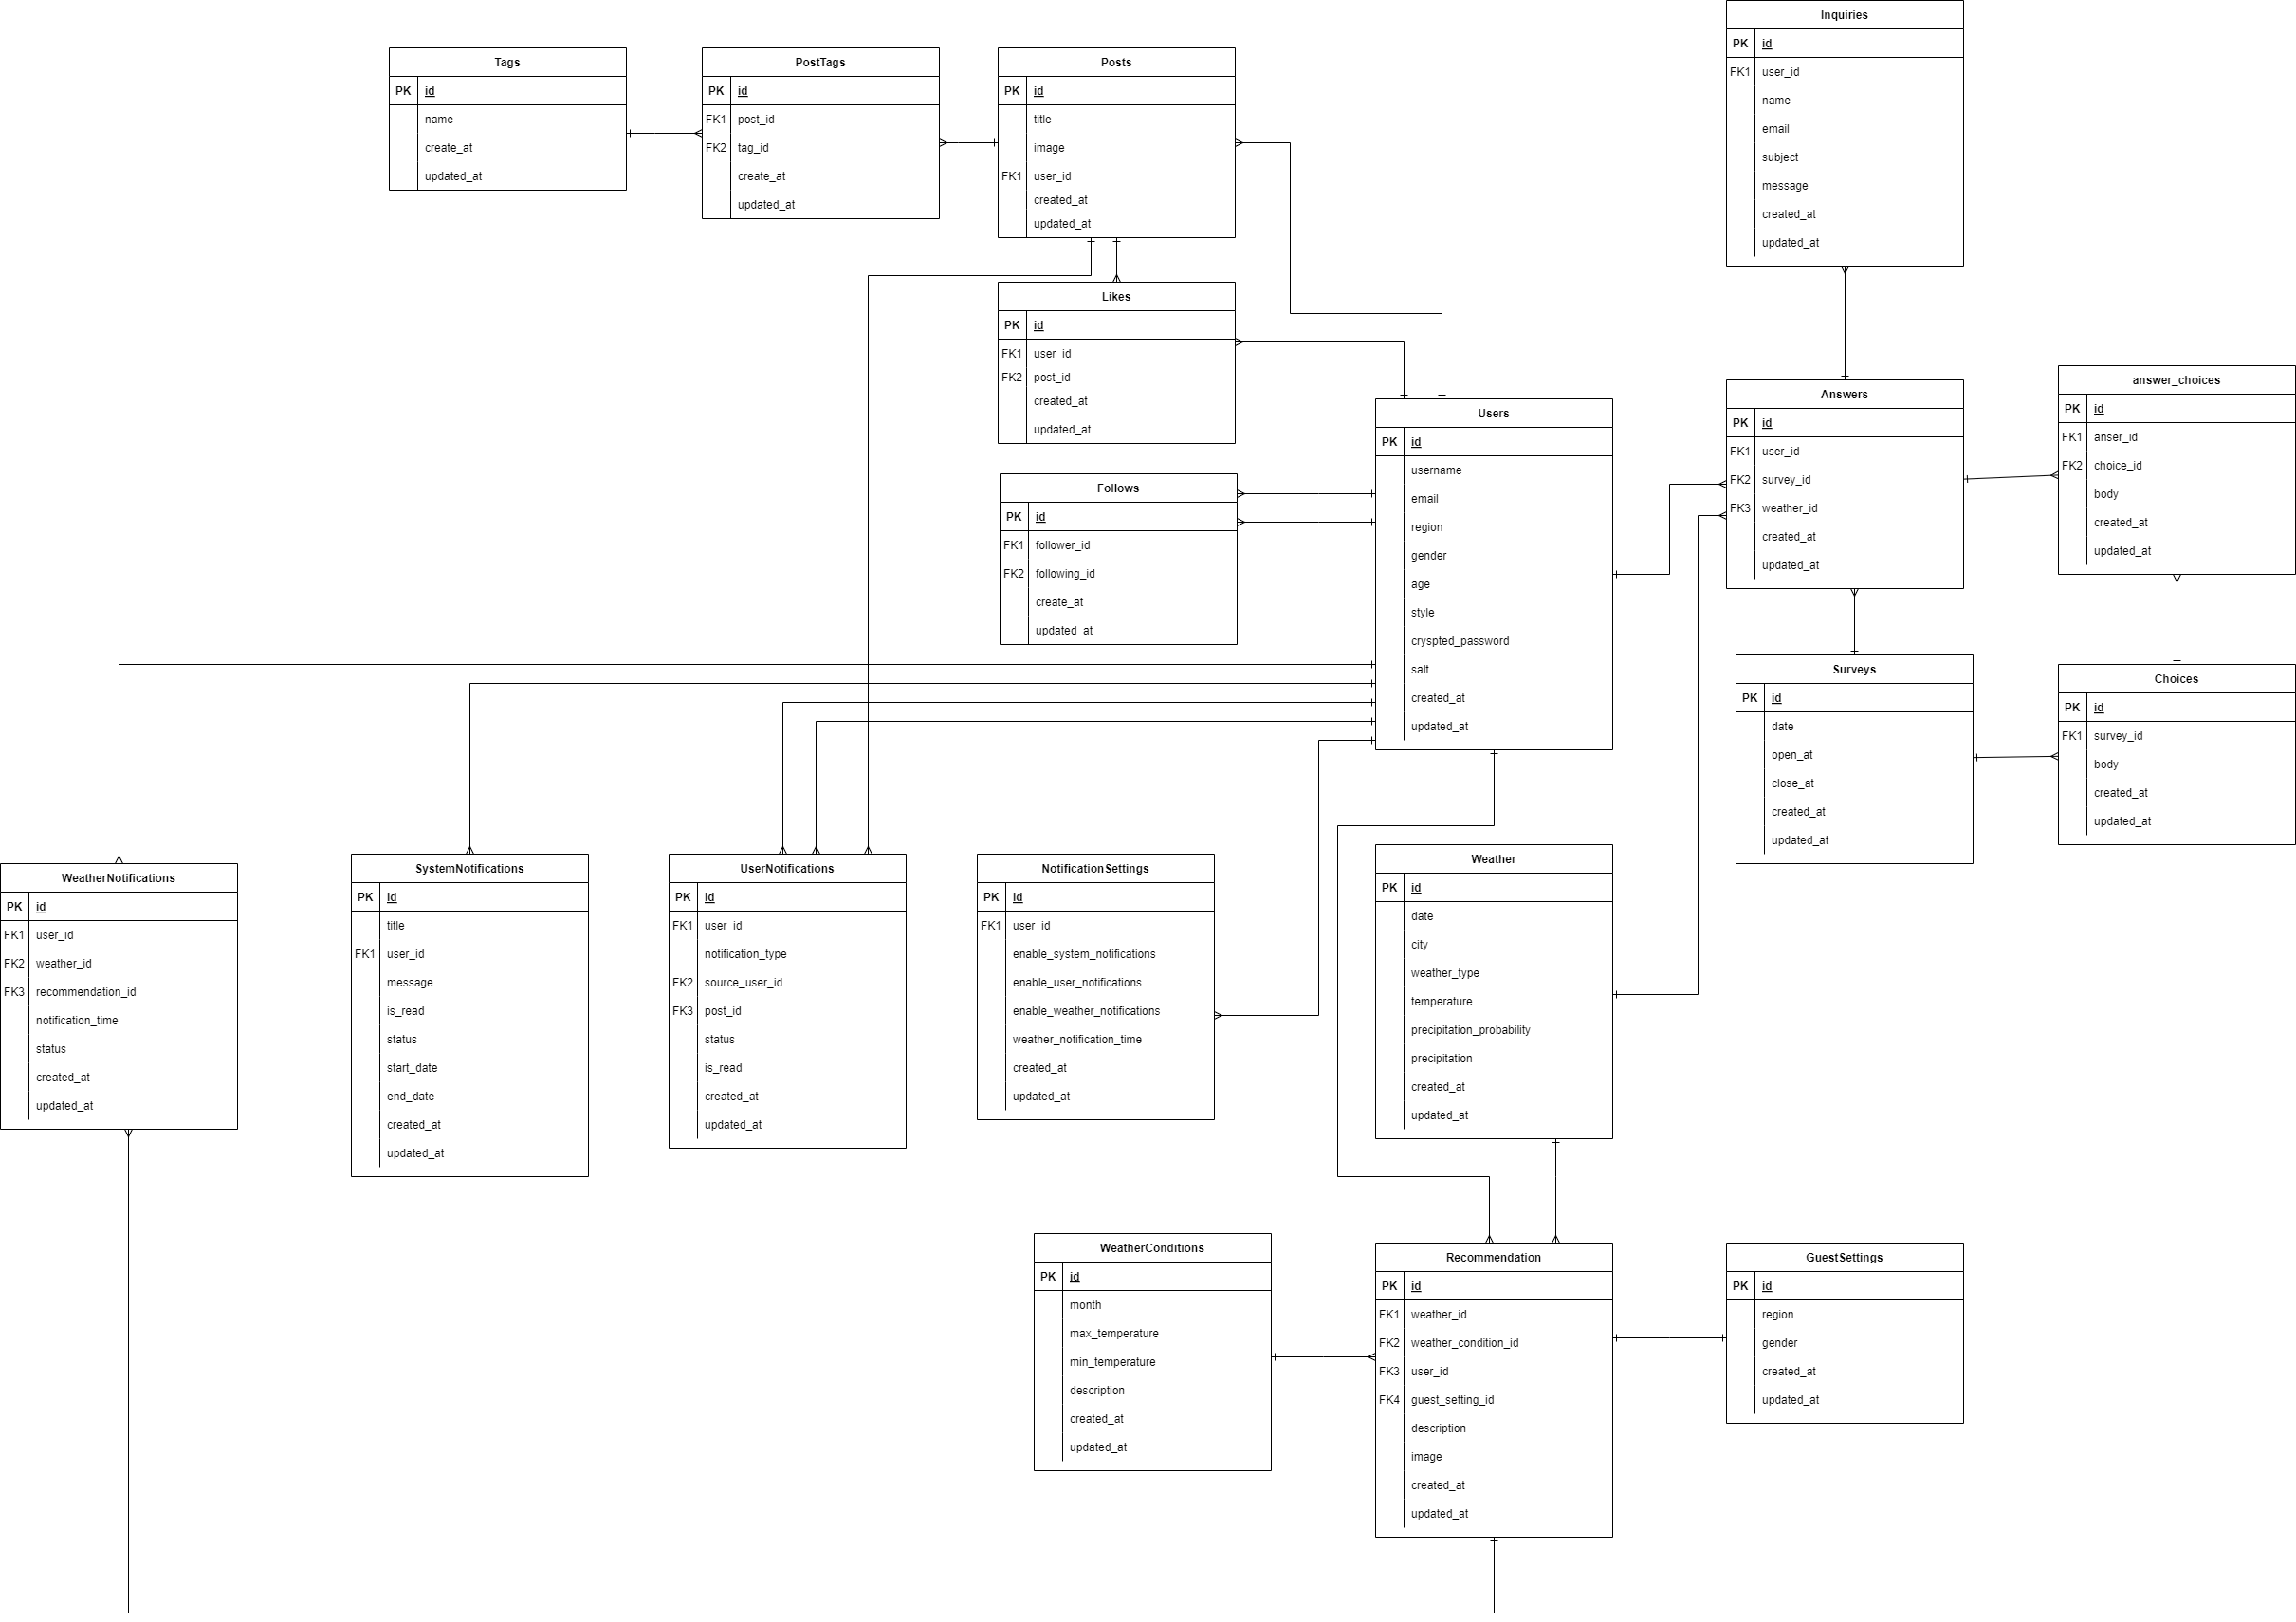 Inquiries
PK id
FK1 user_id
name
email
subject
message
created_at
updated_at
Tags
PK id
name
create_at
updated_at
PostTags
PK id
FK1 post_id
FK2 tag_id
create_at
updated_at
Posts
PK id
title
image
FK1 user_id
created_at
updated_at
Likes
PK id
FK1 user_id
FK2 post_id
created_at
updated_at
Users
PK id
username
email
region
gender
age
style
cryspted_password
salt
created_at
updated_at
Answers
PK id
FK1 user_id
FK2 survey_id
FK3 weather_id
created_at
updated_at
answer_choices
PK id
FK1 anser_id
FK2 choice_id
body
created_at
updated_at
Follows
PK id
FK1 follower_id
FK2 following_id
create_at
updated_at
Surveys
PK id
date
open_at
close_at
created_at
updated_at
Choices
PK id
FK1 survey_id
body
created_at
updated_at
WeatherNotifications
PK id
FK1 user_id
FK2 weather_id
FK3 recommendation_id
notification_time
status
created_at
updated_at
SystemNotifications
PK id
title
FK1 user_id
message
is_read
status
start_date
end_date
created_at
updated_at
UserNotifications
PK id
FK1 user_id
notification_type
FK2 source_user_id
FK3 post_id
status
is_read
created_at
updated_at
NotificationSettings
PK id
FK1 user_id
enable_system_notifications
enable_user_notifications
enable_weather_notifications
weather_notification_time
created_at
updated_at
Weather
PK id
date
city
weather_type
temperature
precipitation_probability
precipitation
created_at
updated_at
WeatherConditions
PK id
month
max_temperature
min_temperature
description
created_at
updated_at
Recommendation
PK id
FK1 weather_id
FK2 weather_condition_id
FK3 user_id
FK4 guest_setting_id
description
image
created_at
updated_at
GuestSettings
PK id
region
gender
created_at
updated_at